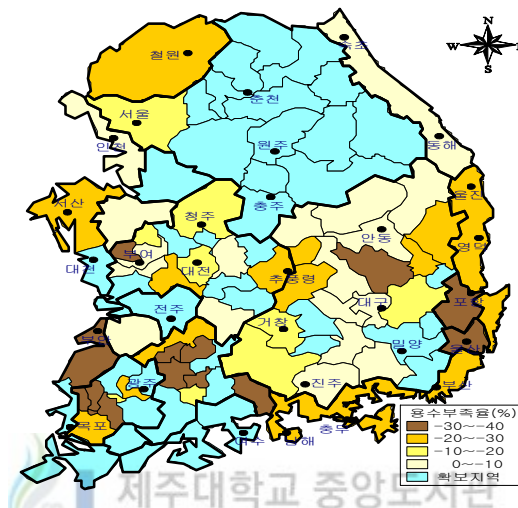 N
W
S
속초
철원
춘천
서울
인천
원주
동해
충주
울진
서산
청주
안동
영덕
부여
대전
대천
추풍령
대구
포항
전주
거창
밀양
울산
부안
광주
진주
부산
목포
여수
남해
충무
용수부족율(%)
-30~-40
-20~-30
-10~-20
0~-10
확보지역
제주대학교 중앙도서관